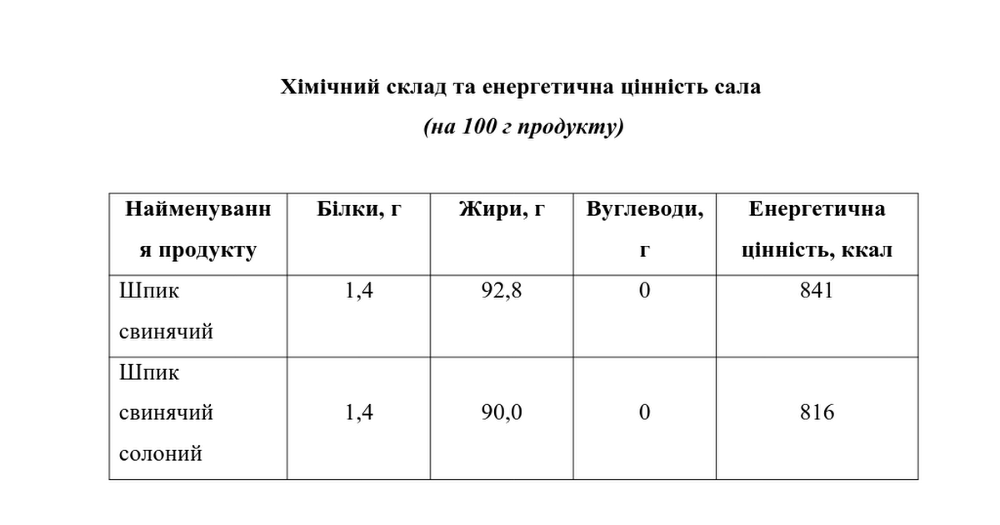 Хімічний склад та енергетична цінність сала
(на 100 г продукту)
Найменуванн
я продукту
Білки, г
Жири, г
Вуглеводи,
г
Енергетична
цінність, ккал
Шпик
свинячий
1,4
92,8
0
841
Шпик
свинячий
солоний
1,4
90,0
0
816